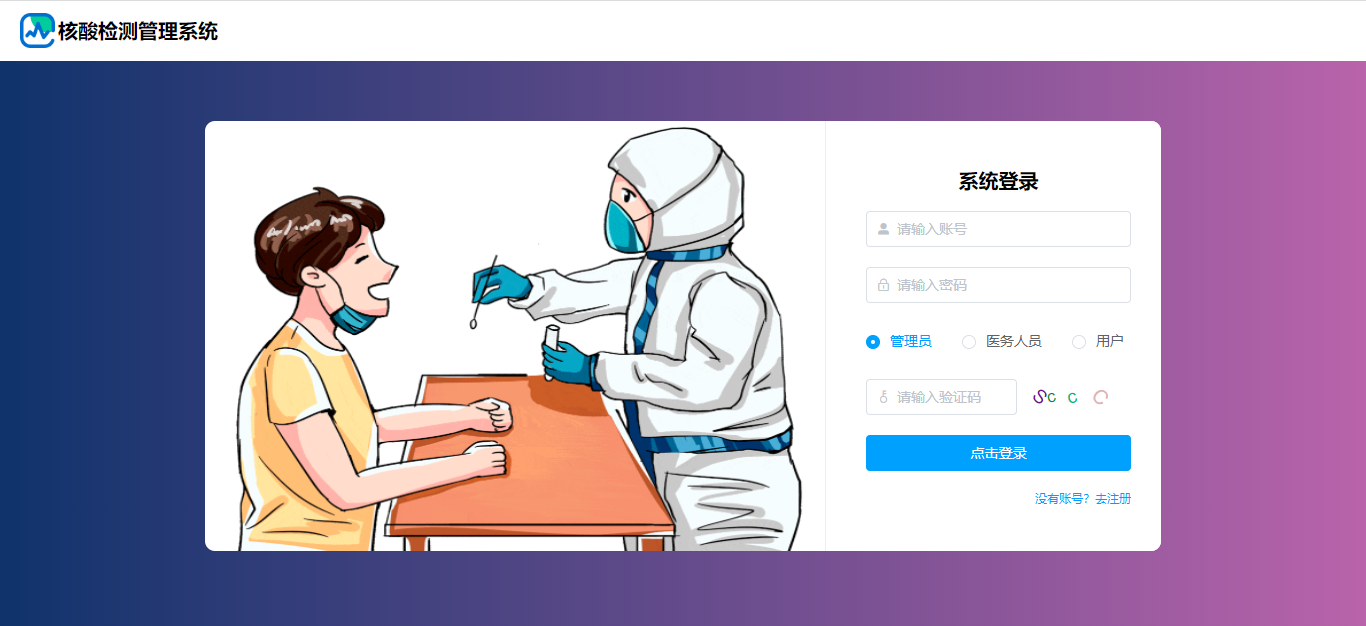 核酸检测管理系统
系统登录
请输入账号
请输入密码
管理员 医务人员 用户
请输入验证码
点击登录
没有账号？去注册